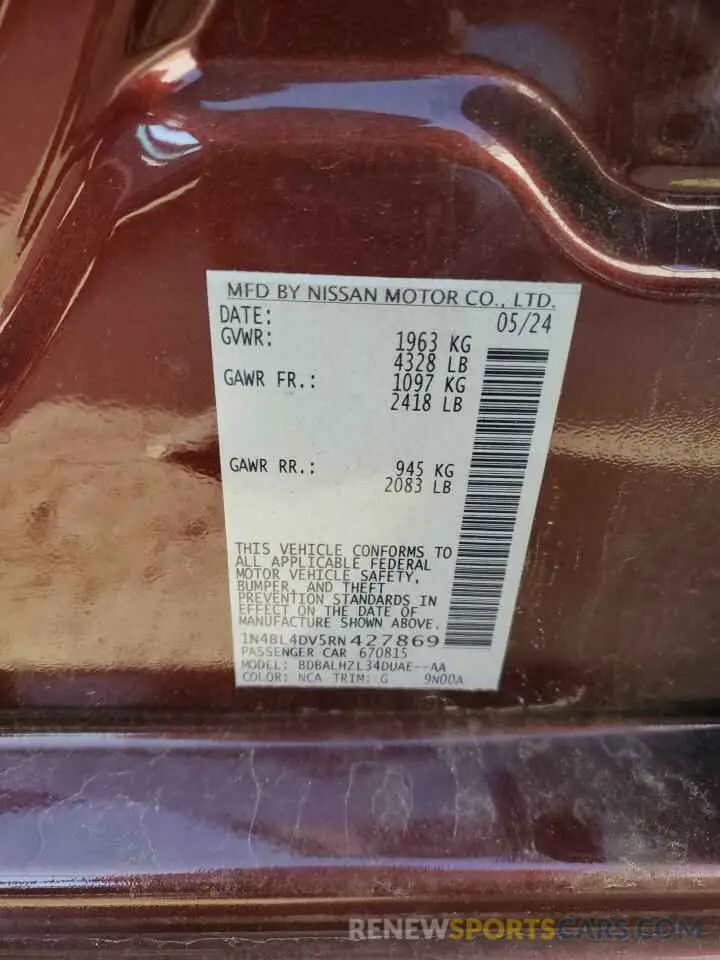 MFD BY NISSAN MOTOR CO., LTD.
DATE: 05/24
GVWR: 1963 KG
4328 LB
GAWR FR.: 1097 KG
2418 LB
GAWR RR.: 945 KG
2083 LB
THIS VEHICLE CONFORMS TO
ALL APPLICABLE FEDERAL
MOTOR VEHICLE SAFETY,
BUMPER, AND THEFT
PREVENTION STANDARDS IN
EFFECT ON THE DATE OF
MANUFACTURE SHOWN ABOVE.
1N4BL4DV5RN427869
PASSENGER CAR 670815
MODEL: BDBALHZL34DUAE--AA
COLOR: NCA TRIM: G 9N00A
RENEWSPORTSCARS.COM